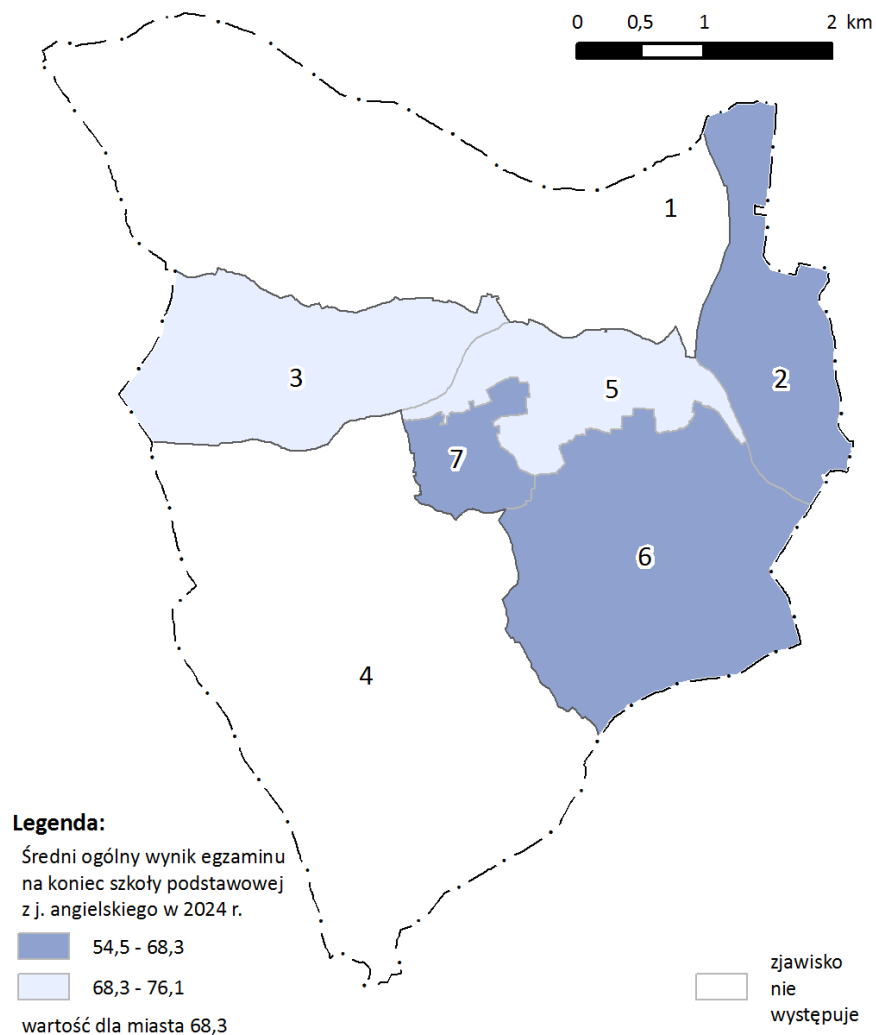 0 0,5 1 2 km
1
2
3
5
7
6
4
Legenda:
Średni ogólny wynik egzaminu
na koniec szkoły podstawowej
z j. angielskiego w 2024 r.
54,5 - 68,3
68,3 - 76,1
wartość dla miasta 68,3
zjawisko
nie
występuje